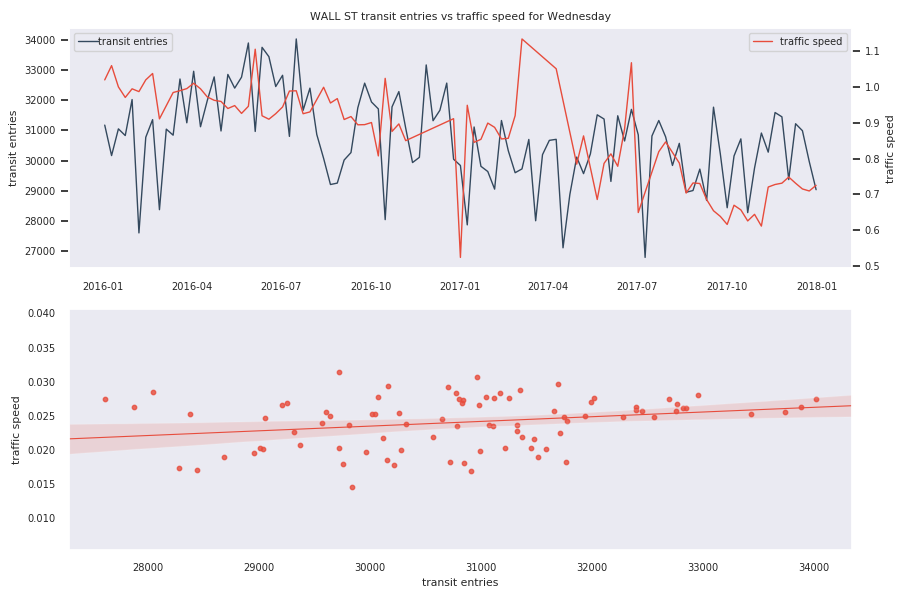 WALL ST transit entries vs traffic speed for Wednesday
transit entries
traffic speed
34000
33000
32000
31000
30000
29000
28000
27000
transit entries
1.1
1.0
0.9
0.8
0.7
0.6
0.5
traffic speed
2016-01 2016-04 2016-07 2016-10 2017-01 2017-04 2017-07 2017-10 2018-01
0.040
0.035
0.030
0.025
0.020
0.015
0.010
traffic speed
28000 29000 30000 31000 32000 33000 34000
transit entries